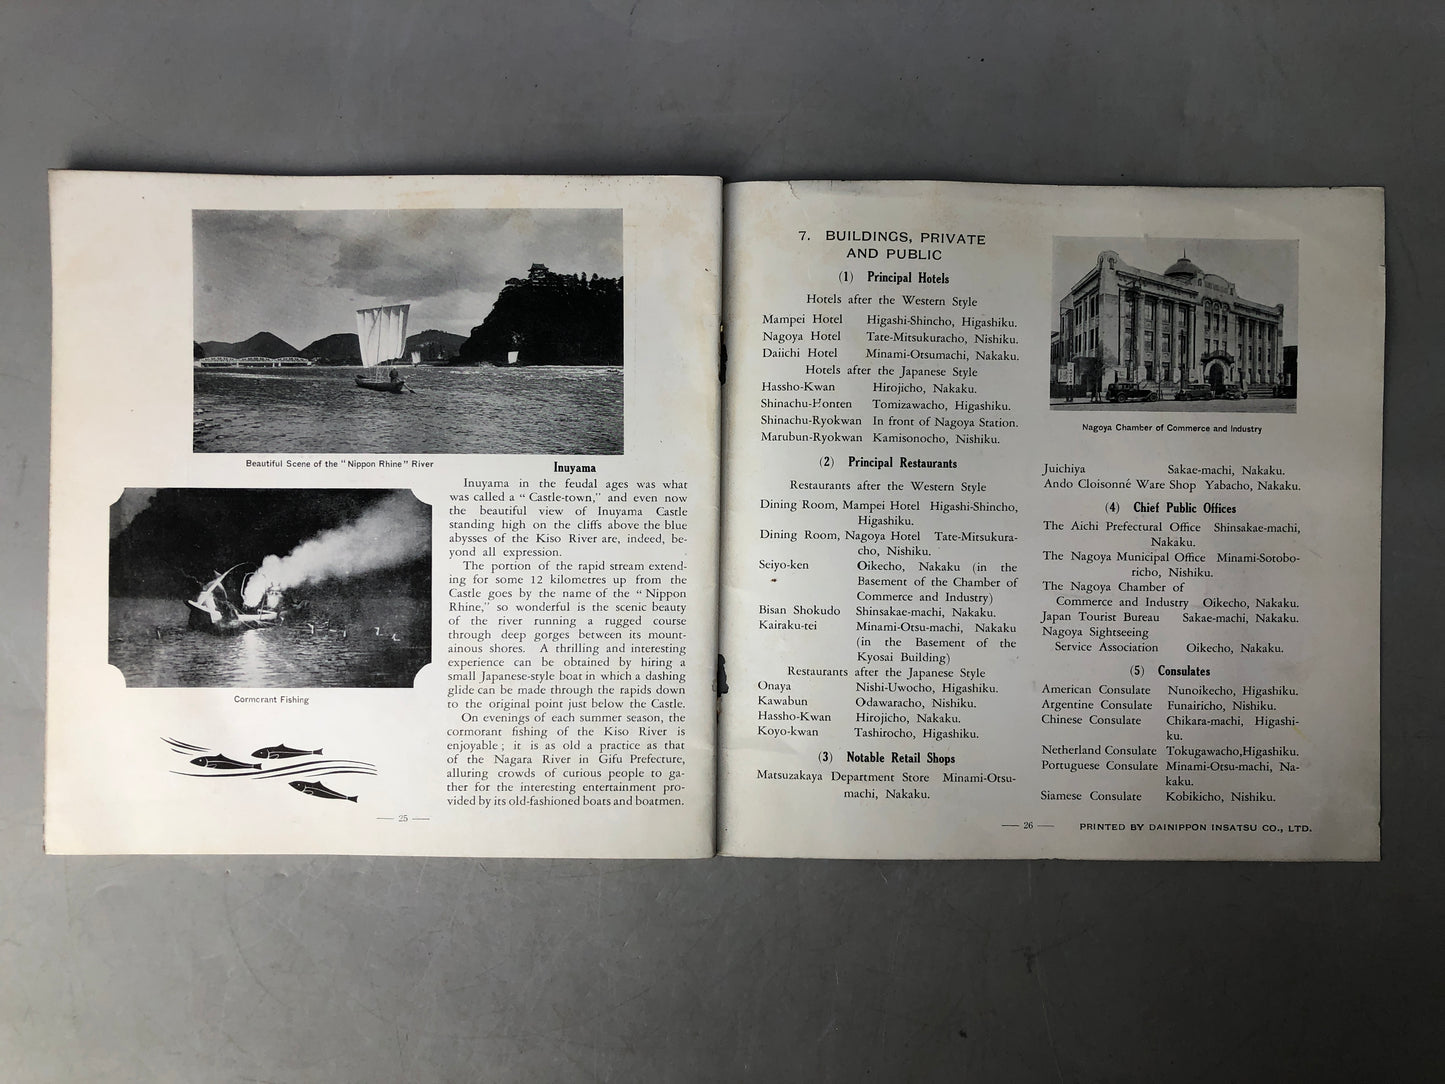 Beautiful Scene of the "Nippon Rhine" River
Cormorant Fishing
Inuyama
Inuyama in the feudal ages was what
was called a " Castle-town," and even now
the beautiful view of Inuyama Castle
standing high on the cliffs above the blue
abysses of the Kiso River are, indeed, be-
yond all expression.
The portion of the rapid stream extend-
ing for some 12 kilometres up from the
Castle goes by the name of the " Nippon
Rhine," so wonderful is the scenic beauty
of the river running a rugged course
through deep gorges between its mount-
ainous shores. A thrilling and interesting
experience can be obtained by hiring a
small Japanese-style boat in which a dashing
glide can be made through the rapids down
to the original point just below the Castle.
On evenings of each summer season, the
cormorant fishing of the Kiso River is
enjoyable ; it is as old a practice as that
of the Nagara River in Gifu Prefecture,
alluring crowds of curious people to ga-
ther for the interesting entertainment pro-
vided by its old-fashioned boats and boatmen.
— 25 —
7. BUILDINGS, PRIVATE
AND PUBLIC
(1) Principal Hotels
Hotels after the Western Style
Mampei Hotel Higashi-Shincho, Higashiku.
Nagoya Hotel Tate-Mitsukuracho, Nishiku.
Daiichi Hotel Minami-Otsumachi, Nakaku.
Hotels after the Japanese Style
Hassho-Kwan Hirojicho, Nakaku.
Shinachu-Honten Tomizawacho, Higashiku.
Shinachu-Ryokwan In front of Nagoya Station.
Marubun-Ryokwan Kamisonocho, Nishiku.
(2) Principal Restaurants
Restaurants after the Western Style
Dining Room, Mampei Hotel Higashi-Shincho,
Higashiku.
Dining Room, Nagoya Hotel Tate-Mitsukura-
cho, Nishiku.
Seiyo-ken Oikecho, Nakaku (in the
Basement of the Chamber of
Commerce and Industry)
Bisan Shokudo Shinsakae-machi, Nakaku.
Kairaku-tei Minami-Otsu-machi, Nakaku
(in the Basement of the
Kyosai Building)
Restaurants after the Japanese Style
Onaya Nishi-Uwocho, Higashiku.
Kawabun Odawaracho, Nishiku.
Hassho-Kwan Hirojicho, Nakaku.
Koyo-kwan Tashirocho, Higashiku.
(3) Notable Retail Shops
Matsuzakaya Department Store Minami-Otsu-
machi, Nakaku.
Nagoya Chamber of Commerce and Industry
Juichiya Sakae-machi, Nakaku.
Ando Cloisonné Ware Shop Yabacho, Nakaku.
(4) Chief Public Offices
The Aichi Prefectural Office Shinsakae-machi,
Nakaku.
The Nagoya Municipal Office Minami-Sotobo-
richo, Nishiku.
The Nagoya Chamber of
Commerce and Industry Oikecho, Nakaku.
Japan Tourist Bureau Sakae-machi, Nakaku.
Nagoya Sightseeing
Service Association Oikecho, Nakaku.
(5) Consulates
American Consulate Nunoikecho, Higashiku.
Argentine Consulate Funairicho, Nishiku.
Chinese Consulate Chikara-machi, Higashi-
ku.
Netherland Consulate Tokugawacho,Higashiku.
Portuguese Consulate Minami-Otsu-machi, Na-
kaku.
Siamese Consulate Kobikicho, Nishiku.
— 26 —
PRINTED BY DAINIPPON INSATSU CO., LTD.